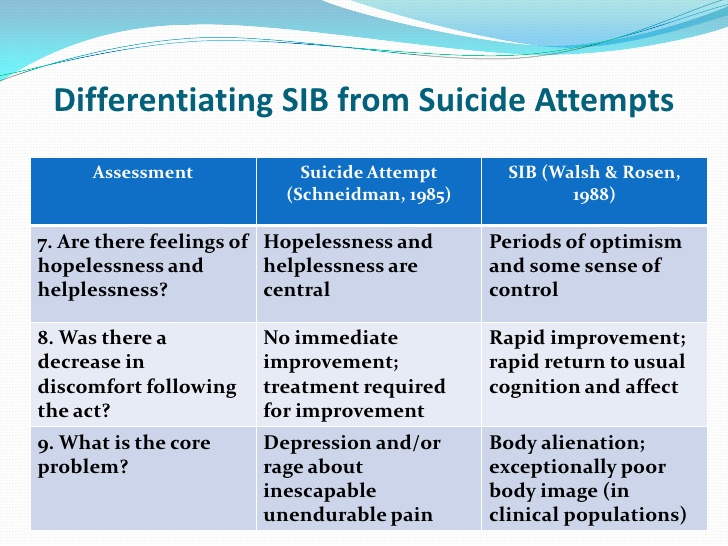 Differentiating SIB from Suicide Attempts
Assessment
Suicide Attempt
(Schneidman, 1985)
SIB (Walsh & Rosen,
1988)
7. Are there feelings of
hopelessness and
helplessness?
Hopelessness and
helplessness are
central
Periods of optimism
and some sense of
control
8. Was there a
decrease in
discomfort following
the act?
No immediate
improvement;
treatment required
for improvement
Rapid improvement;
rapid return to usual
cognition and affect
9. What is the core
problem?
Depression and/or
rage about
inescapable
unendurable pain
Body alienation;
exceptionally poor
body image (in
clinical populations)